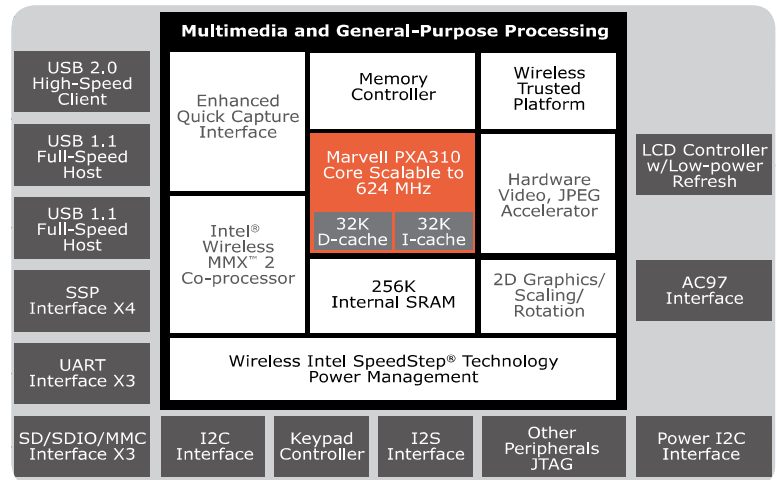 Multimedia and General-Purpose Processing
USB 2.0
High-Speed
Client
USB 1.1
Full-Speed
Host
USB 1.1
Full-Speed
Host
SSP
Interface X4
UART
Interface X3
SD/SDIO/MMC
Interface X3
Enhanced
Quick Capture
Interface
Intel®
Wireless
MMX™ 2
Co-processor
Memory
Controller
Marvell PXA310
Core Scalable to
624 MHz
32K
D-cache
32K
I-cache
256K
Internal SRAM
Wireless
Trusted
Platform
Hardware
Video, JPEG
Accelerator
2D Graphics/
Scaling/
Rotation
Wireless Intel SpeedStep® Technology
Power Management
LCD Controller
w/Low-power
Refresh
AC97
Interface
I2C
Interface
Keypad
Controller
I2S
Interface
Other
Peripherals
JTAG
Power I2C
Interface